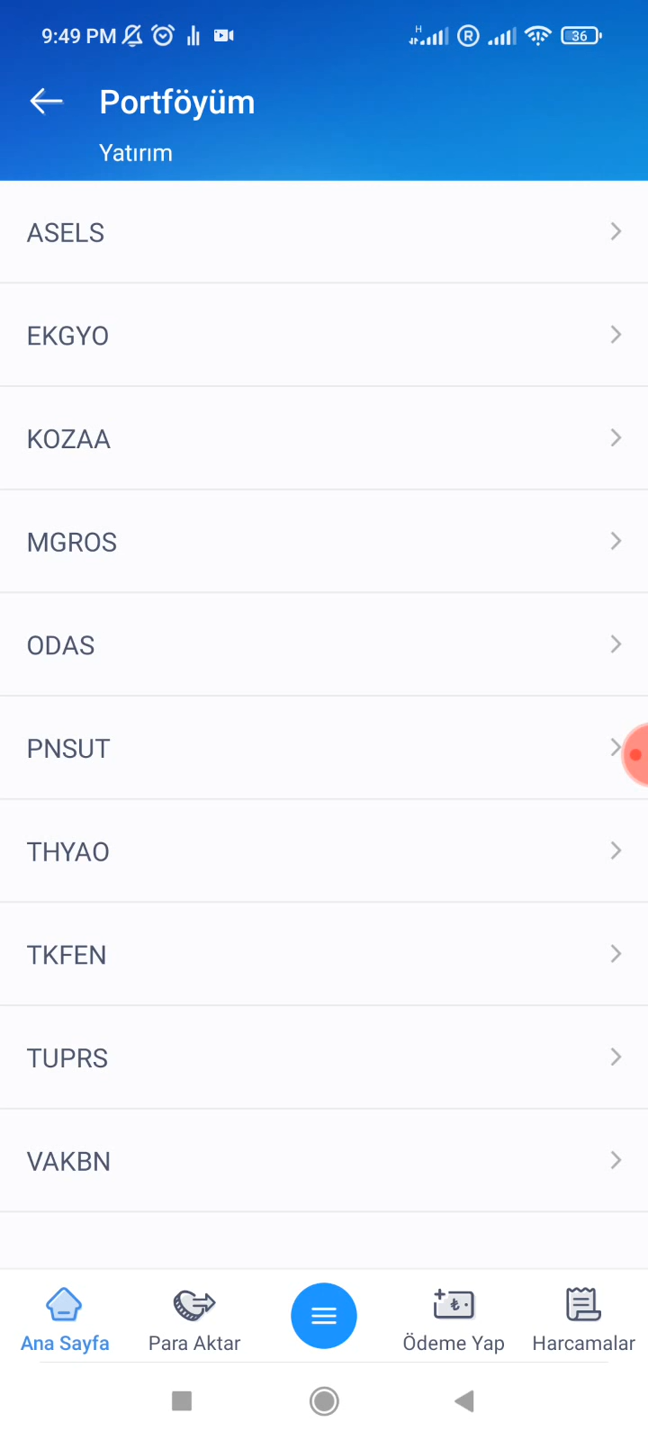 9:49 PM
H
R
36
Portföyüm
Yatırım
ASELS
EKGYO
KOZAA
MGROS
ODAS
PNSUT
THYAO
TKFEN
TUPRS
VAKBN
Ana Sayfa
Para Aktar
Ödeme Yap
Harcamalar